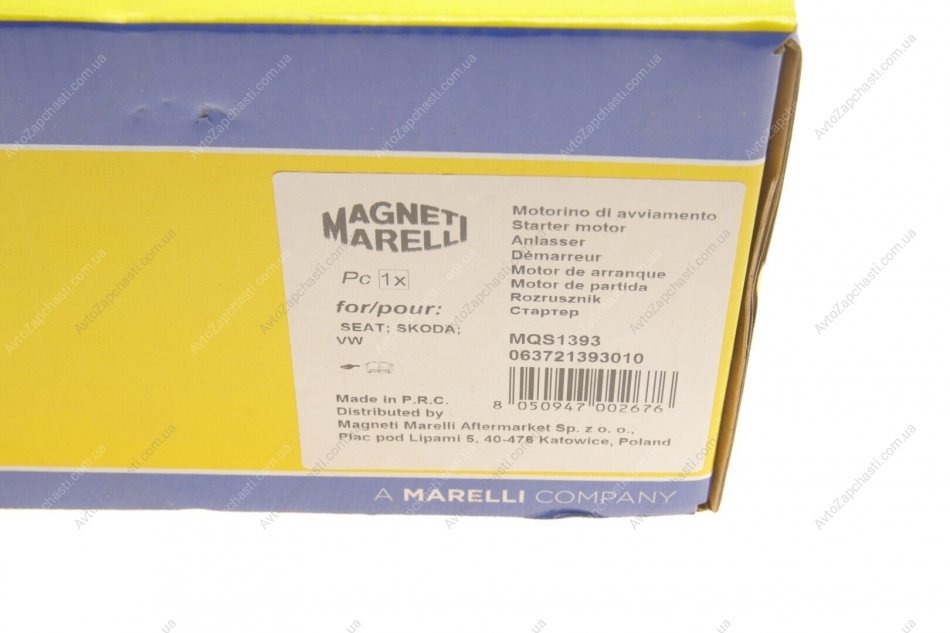 MAGNETI
MARELLI
Pc 1x
for/pour:
SEAT; SKODA;
VW
Made in P.R.C.
Distributed by
Magneti Marelli Aftermarket Sp. z o. o.,
Plac pod Lipami 5, 40-476 Katowice, Poland
Motorino di avviamento
Starter motor
Anlasser
Démarreur
Motor de arranque
Motor de partida
Rozrusznik
Стартер
MQS1393
063721393010
8 050947 002676
A MARELLI COMPANY
AvtoZapchasti.com.ua